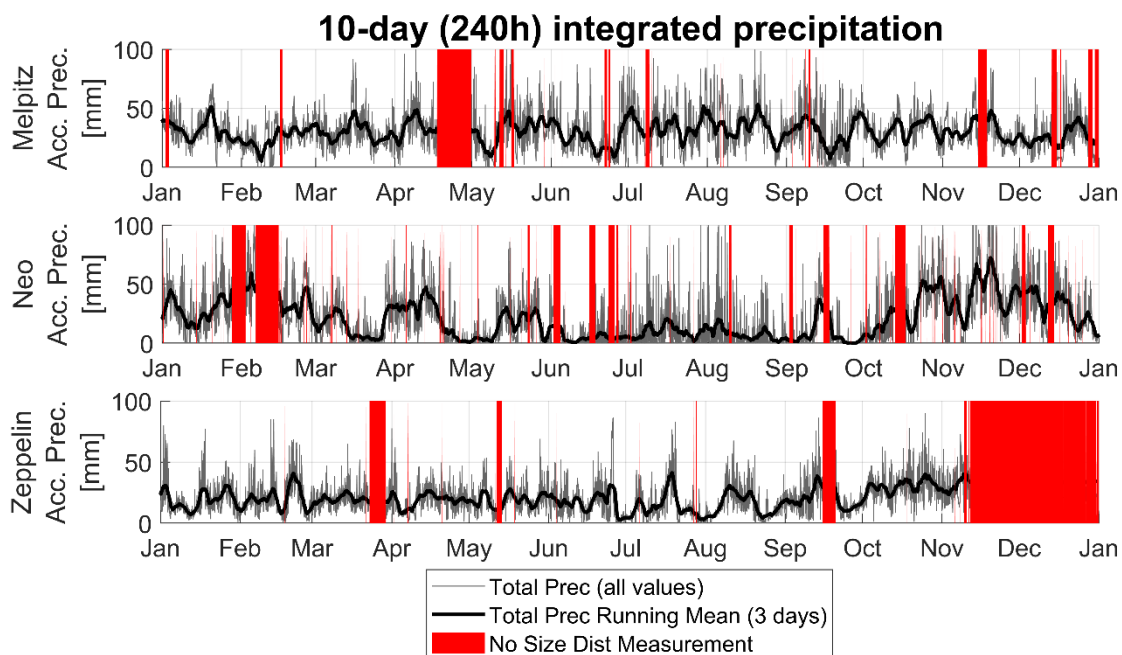 10-day (240h) integrated precipitation
Melpitz
Acc. Prec.
[mm]
100
50
0
Jan Feb Mar Apr May Jun Jul Aug Sep Oct Nov Dec Jan
Neo
Acc. Prec.
[mm]
100
50
0
Jan Feb Mar Apr May Jun Jul Aug Sep Oct Nov Dec Jan
Zeppelin
Acc. Prec.
[mm]
100
50
0
Jan Feb Mar Apr May Jun Jul Aug Sep Oct Nov Dec Jan
Total Prec (all values)
Total Prec Running Mean (3 days)
No Size Dist Measurement